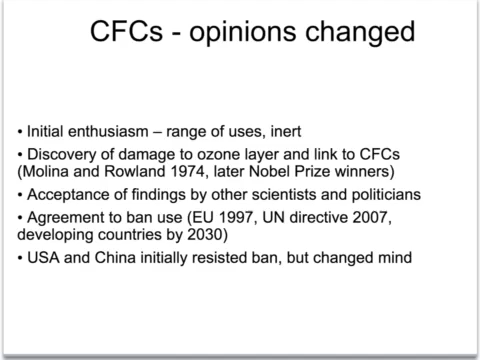 CFCs - opinions changed
• Initial enthusiasm – range of uses, inert
• Discovery of damage to ozone layer and link to CFCs
(Molina and Rowland 1974, later Nobel Prize winners)
• Acceptance of findings by other scientists and politicians
• Agreement to ban use (EU 1997, UN directive 2007,
developing countries by 2030)
• USA and China initially resisted ban, but changed mind